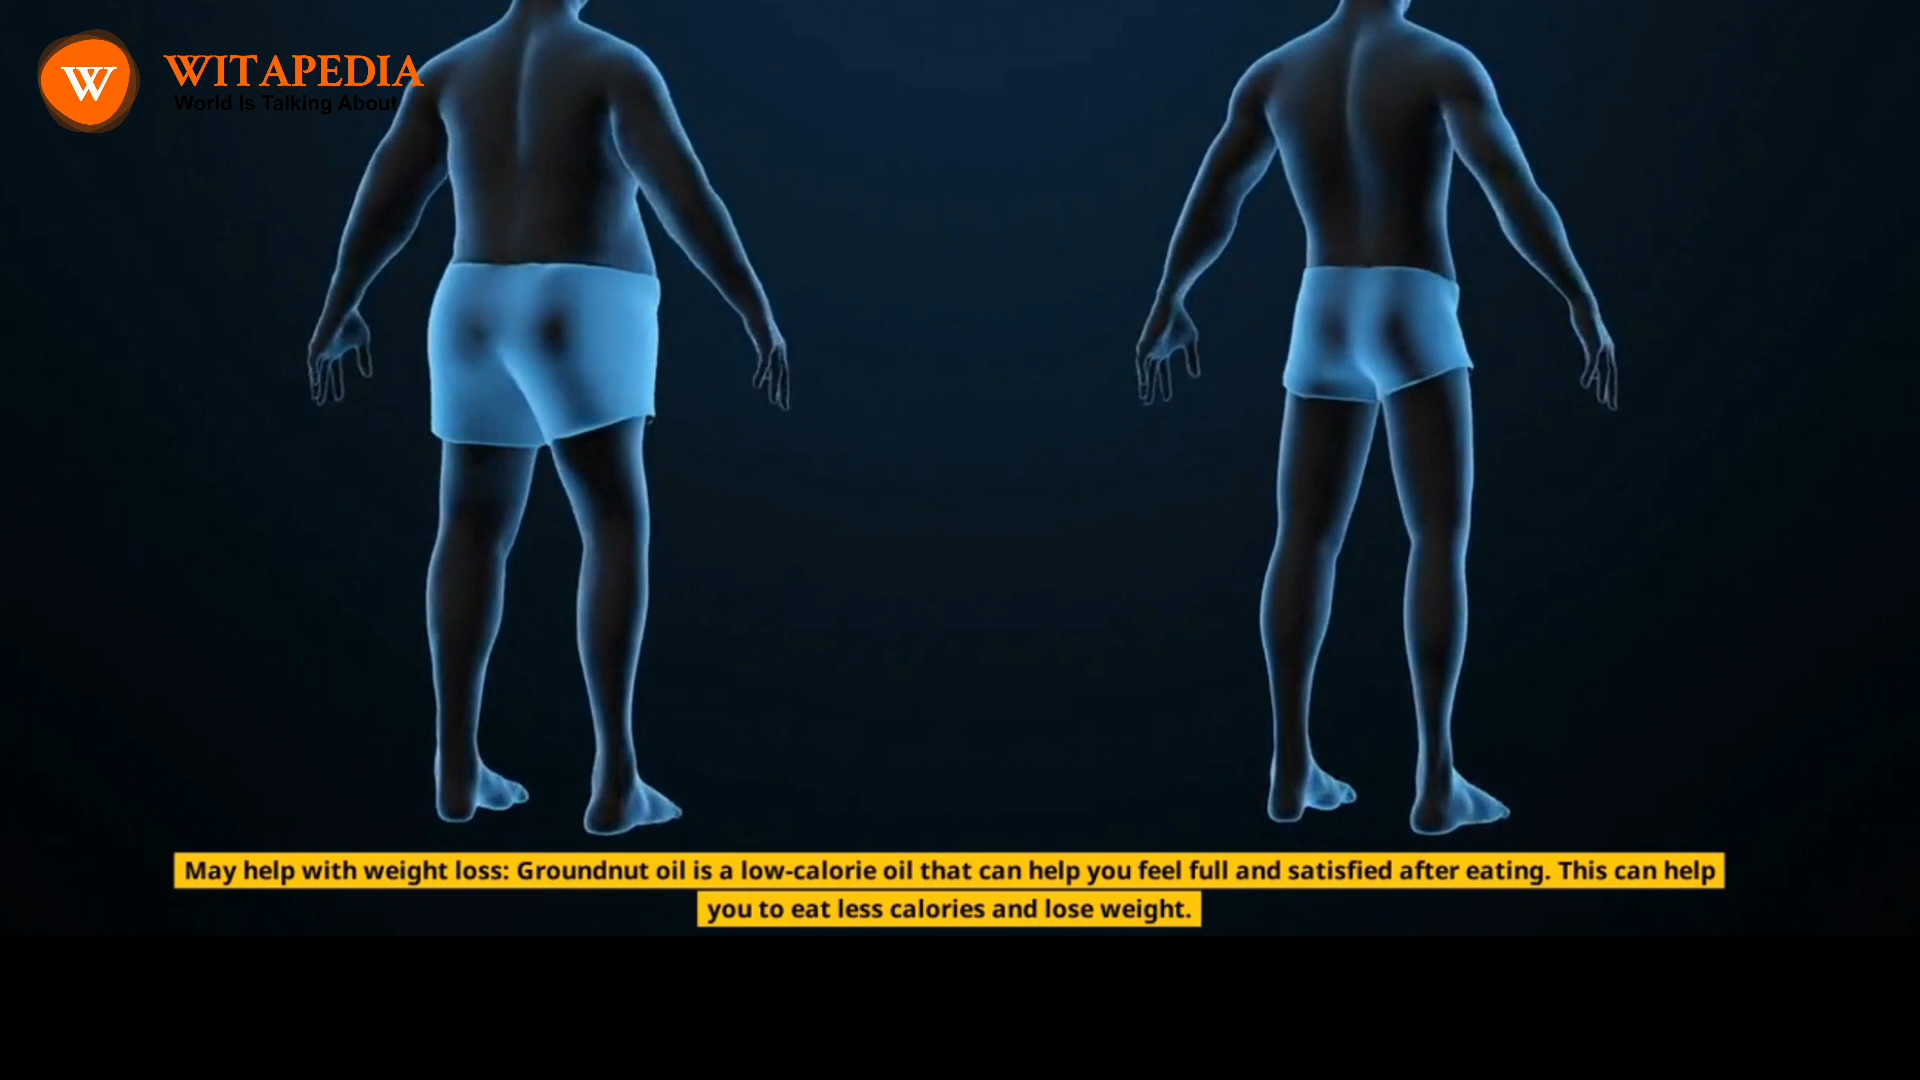 W
WITAPEDIA
World Is Talking About
May help with weight loss: Groundnut oil is a low-calorie oil that can help you feel full and satisfied after eating. This can help
you to eat less calories and lose weight.